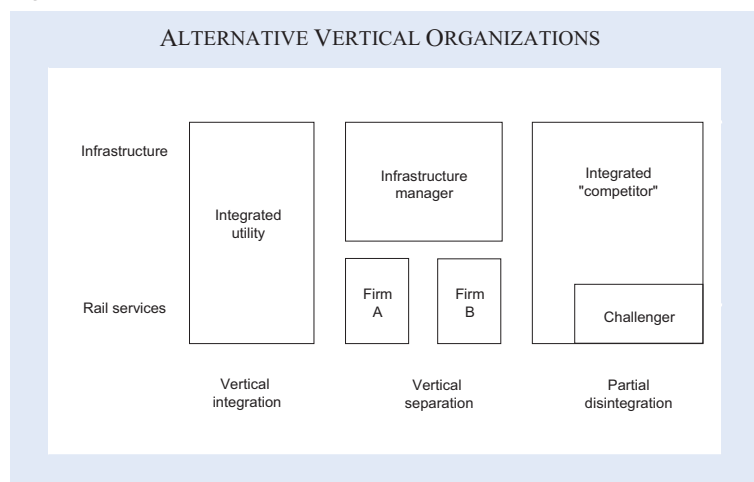 ALTERNATIVE VERTICAL ORGANIZATIONS
Infrastructure
Integrated
utility
Infrastructure
manager
Integrated
"competitor"
Rail services
Firm
A
Firm
B
Challenger
Vertical
integration
Vertical
separation
Partial
disintegration